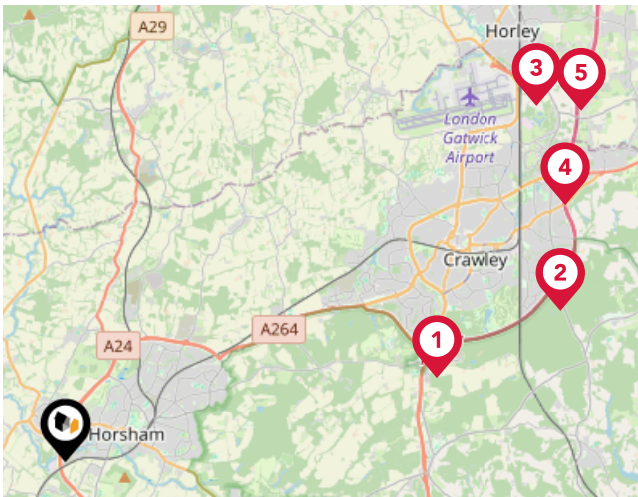 A29
Horley
3
5
London
Gatwick
Airport
4
Crawley
2
A264
1
A24
Horsham